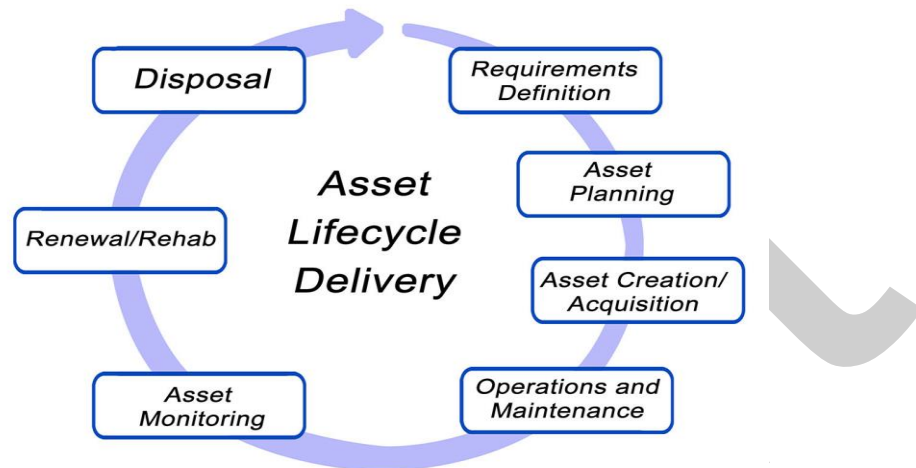 Asset
Lifecycle
Delivery
Requirements
Definition
Asset
Planning
Asset Creation/
Acquisition
Operations and
Maintenance
Asset
Monitoring
Renewal/Rehab
Disposal